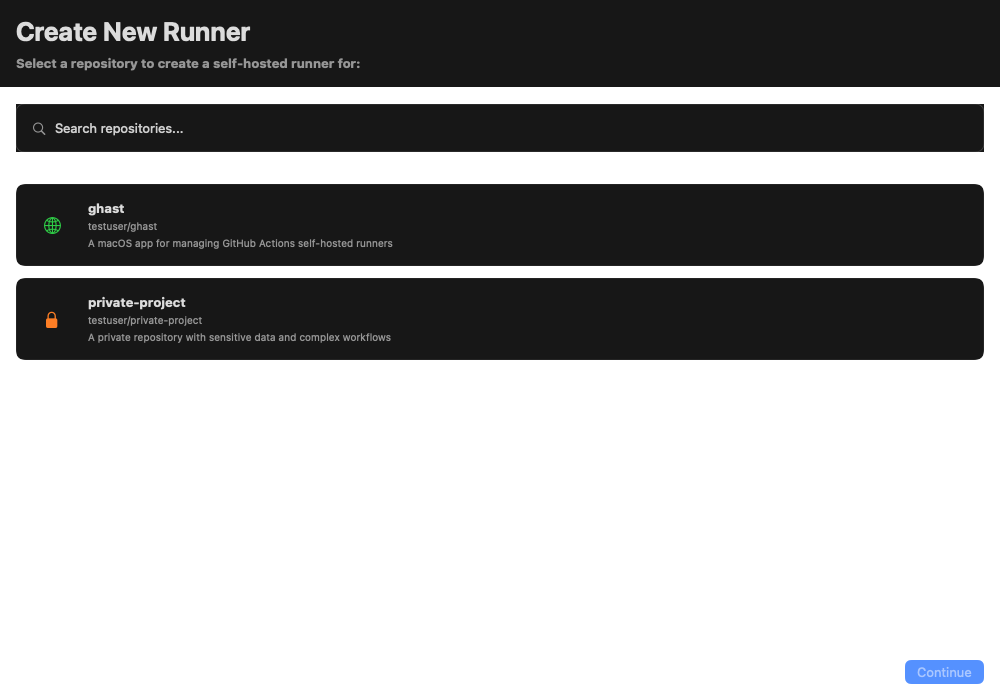 Create New Runner
Select a repository to create a self-hosted runner for:
Search repositories...
ghast
testuser/ghast
A macOS app for managing GitHub Actions self-hosted runners
private-project
testuser/private-project
A private repository with sensitive data and complex workflows
Continue